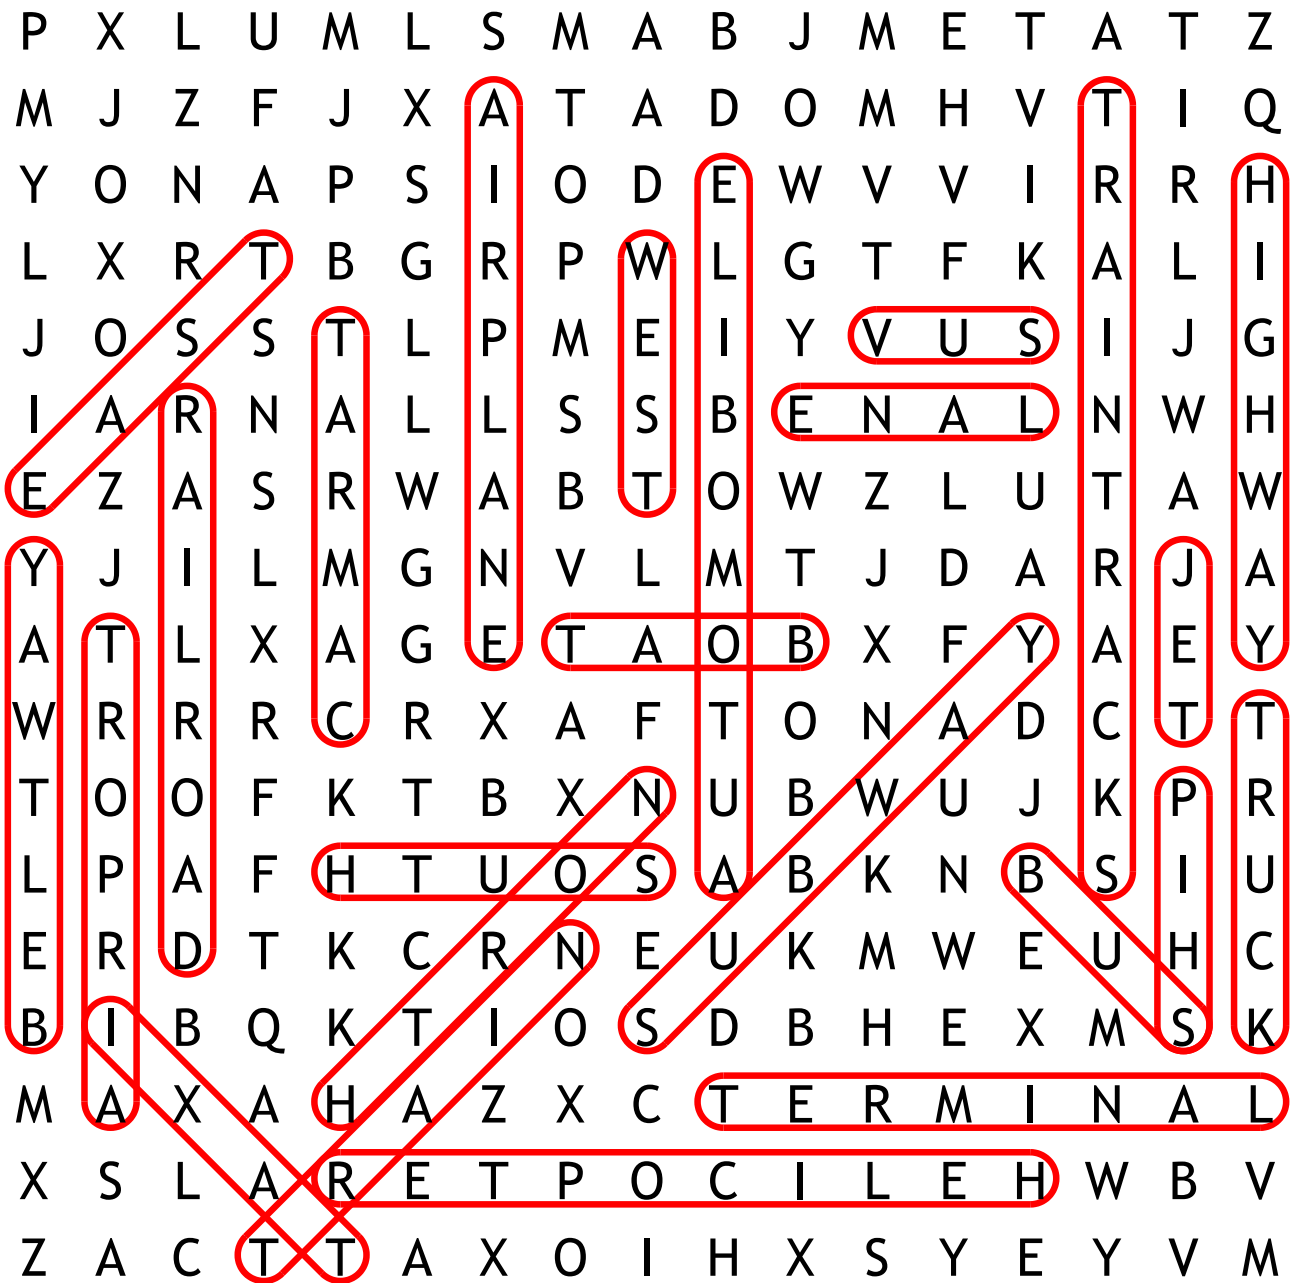 P X L U M L S M A B J M E T A T Z
M J Z F J X A T A D O M H V T I Q
Y O N A P S I O D E W V V I R R H
L X R T B G R P W L G T F K A L I
J O S S T L P M E I Y V U S I J G
I A R N A L L S S B E N A L N W H
E Z A S R W A B T O W Z L U T A W
Y J I L M G N V L M T J D A R J A
A T L X A G E T A O B X F Y A E Y
W R R R C R X A F T O N A D C T T
T O O F K T B X N U B W U J K P R
L P A F H T U O S A B K N B S I U
E R D T K C R N E U K M W E U H C
B I B Q K T I O S D B H E X M S K
M A X A H A Z X C T E R M I N A L
X S L A R E T P O C I L E H W B V
Z A C T T A X O I H X S Y E Y V M